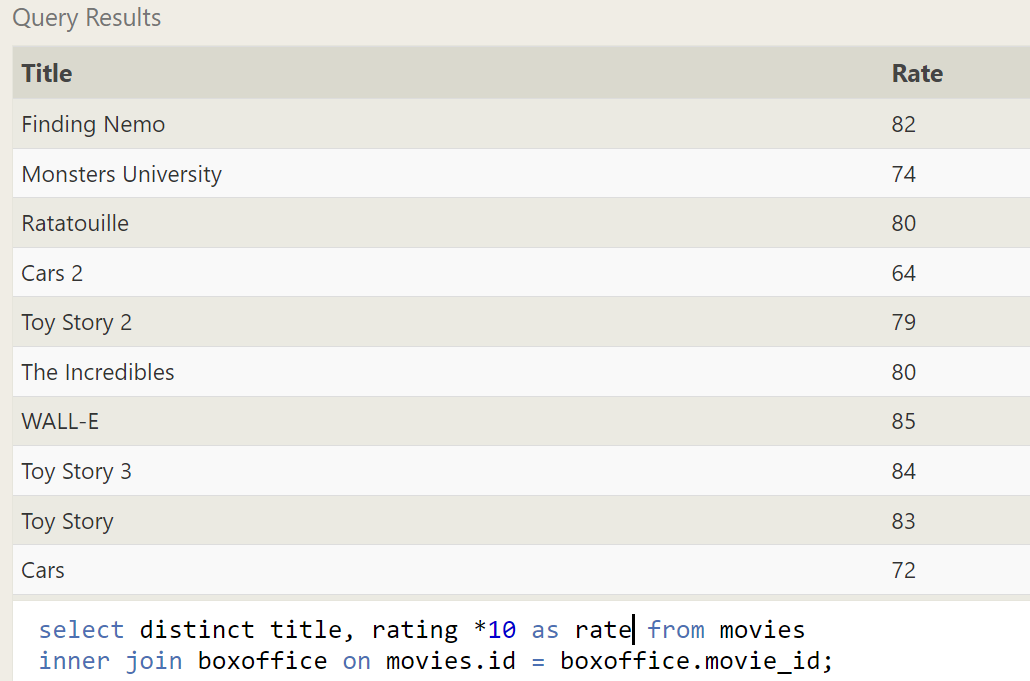 Query Results
Title Rate
Finding Nemo 82
Monsters University 74
Ratatouille 80
Cars 2 64
Toy Story 2 79
The Incredibles 80
WALL-E 85
Toy Story 3 84
Toy Story 83
Cars 72
select distinct title, rating *10 as rate from movies
inner join boxoffice on movies.id = boxoffice.movie_id;